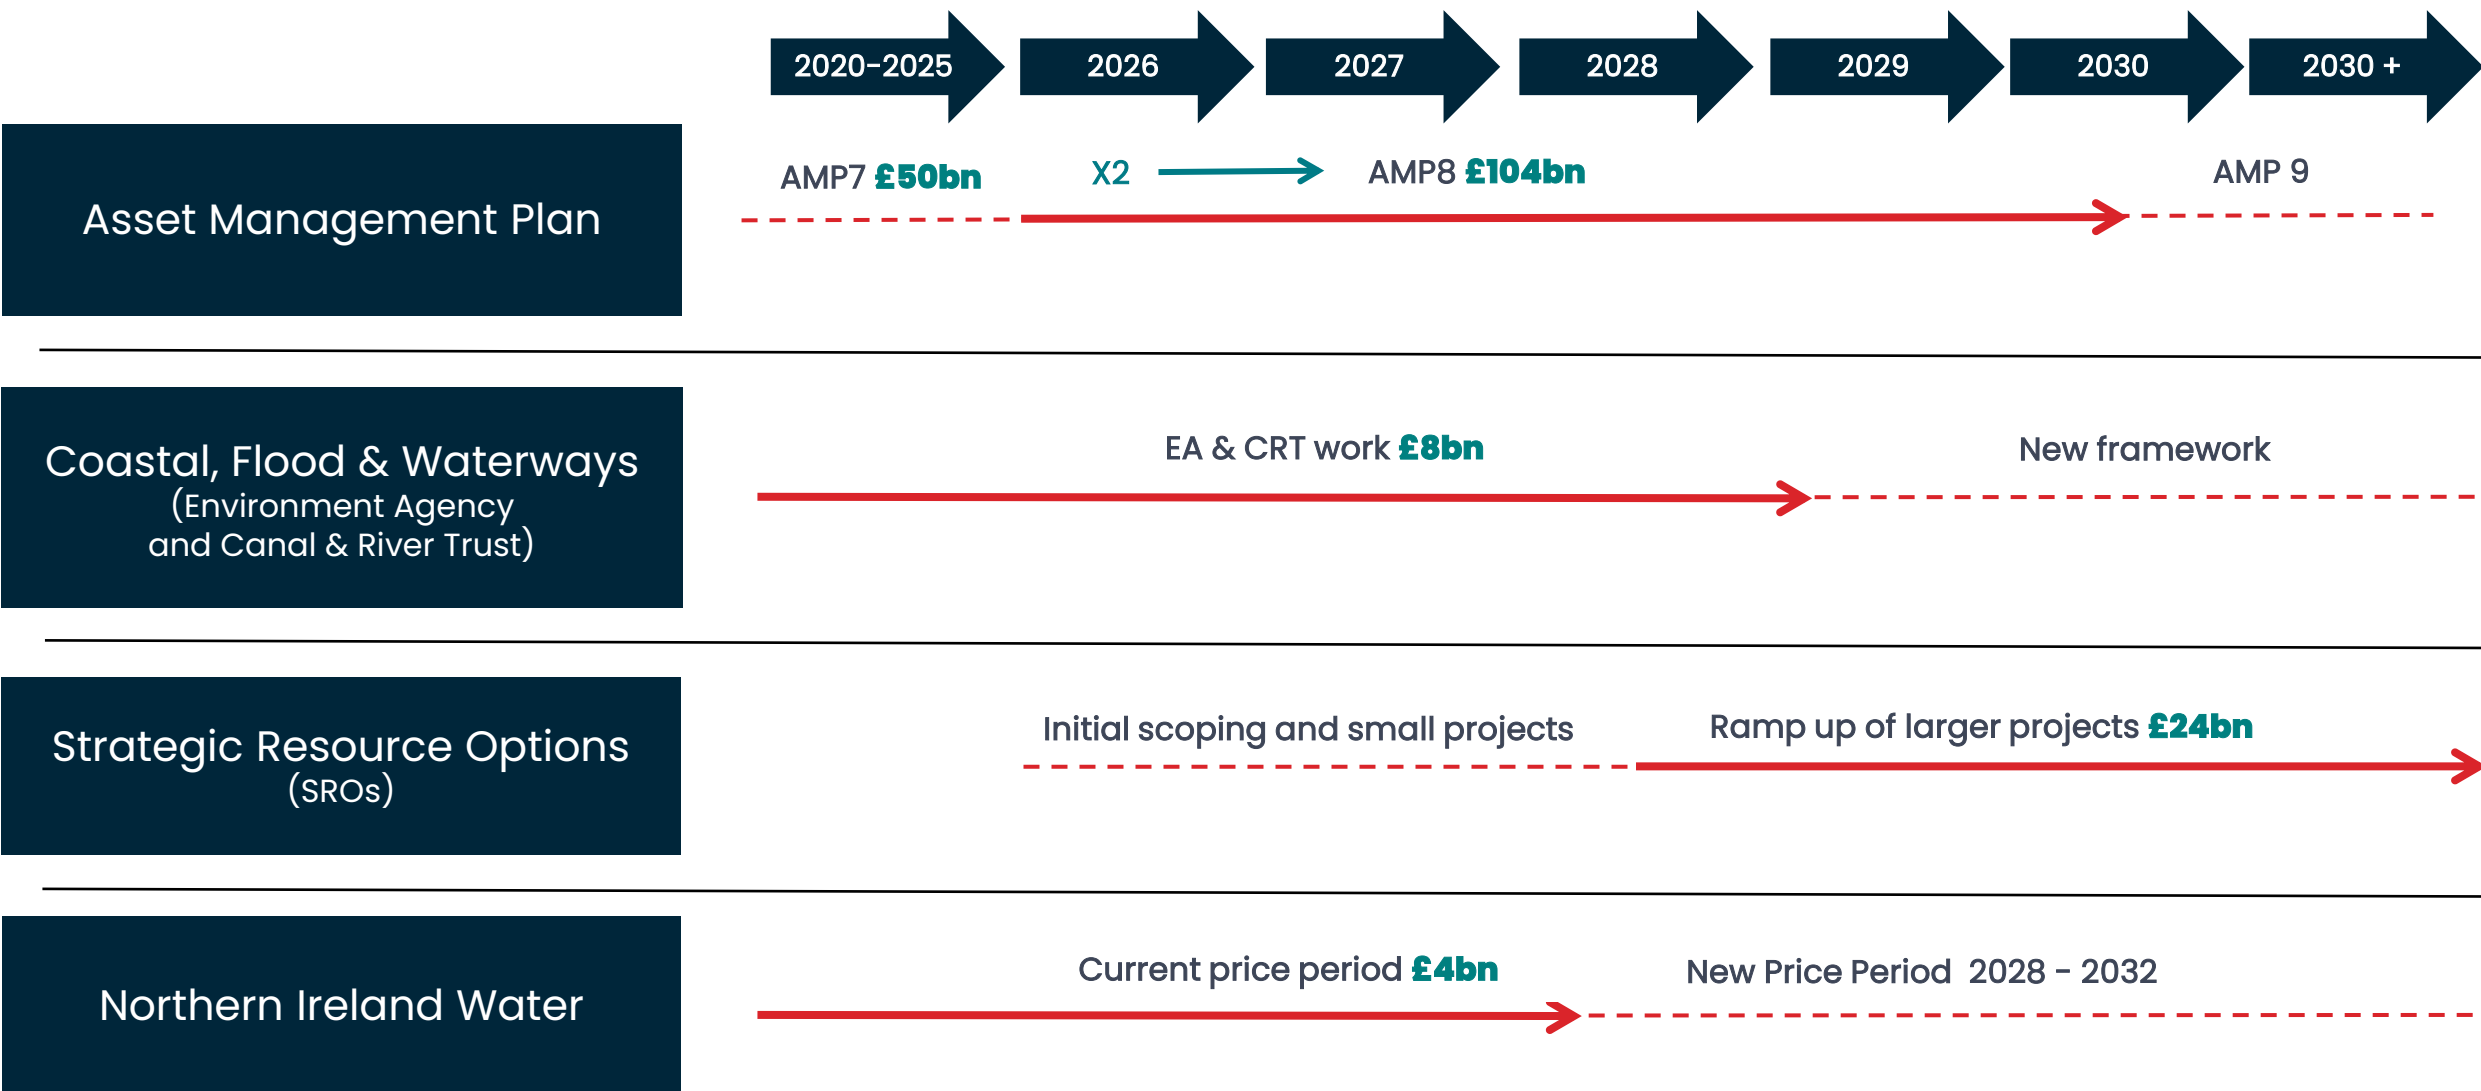 2020-2025 2026 2027 2028 2029 2030 2030 +
Asset Management Plan
AMP7 £50bn X2 AMP8 £104bn AMP 9
Coastal, Flood & Waterways
(Environment Agency
and Canal & River Trust)
EA & CRT work £8bn New framework
Strategic Resource Options
(SROs)
Initial scoping and small projects Ramp up of larger projects £24bn
Northern Ireland Water
Current price period £4bn New Price Period 2028 - 2032